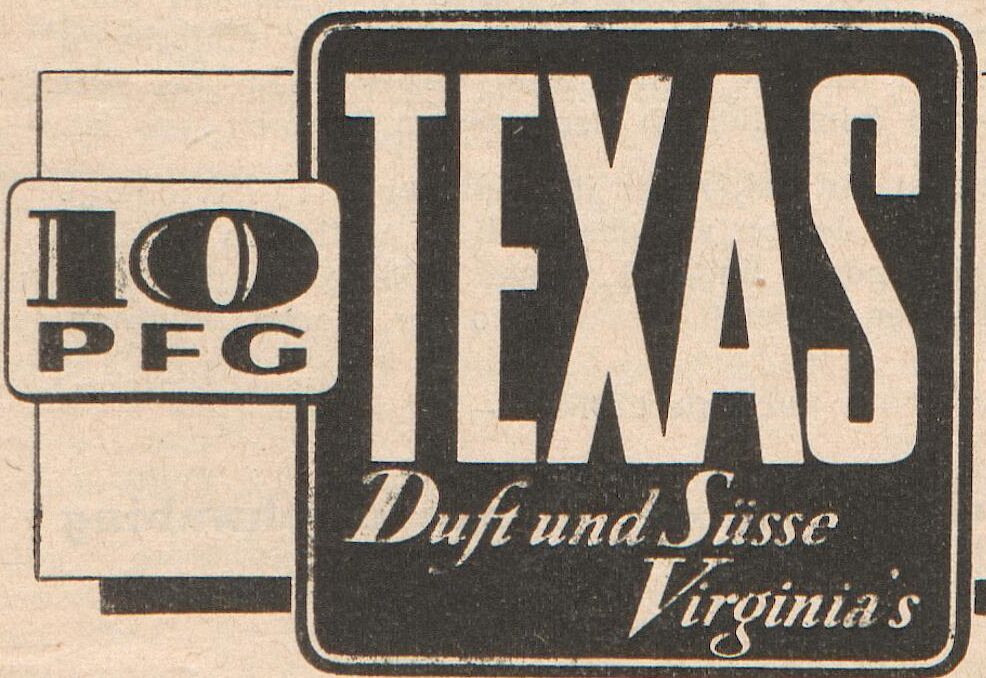 10
PFG
TEXAS
Duft und Süsse
Virginia's